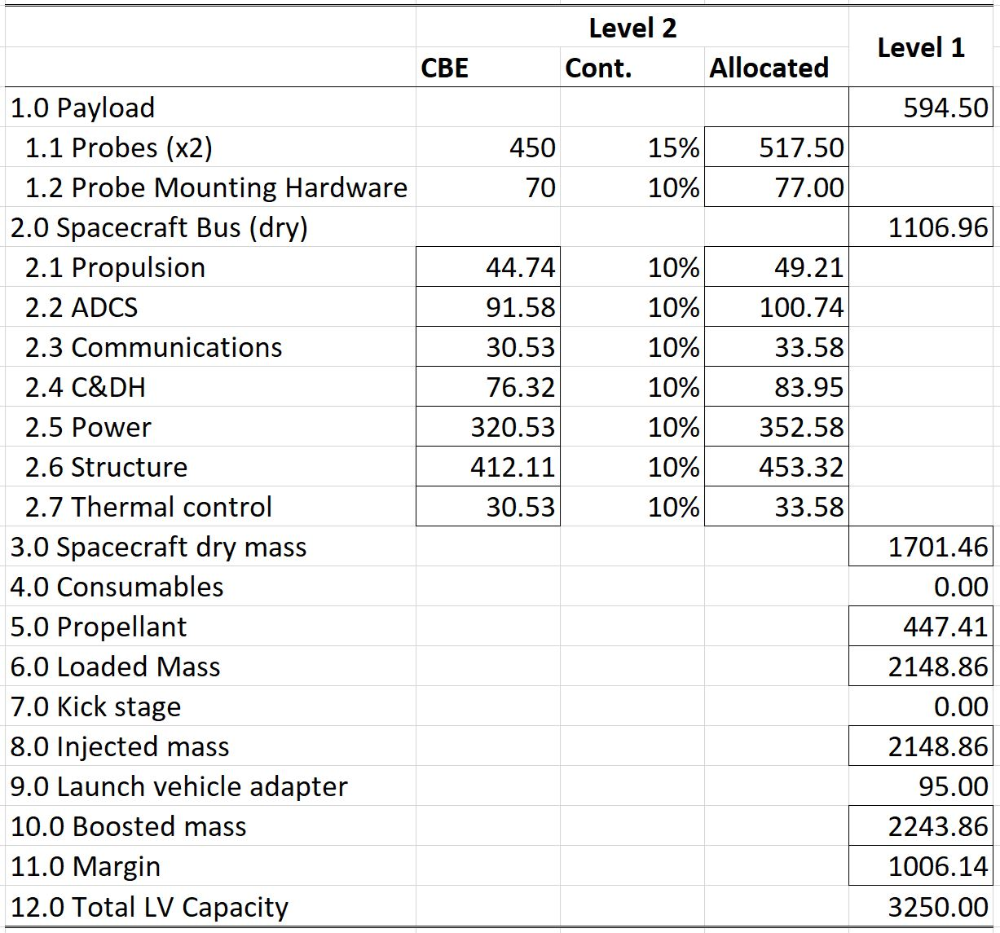 Level 2 Level 1
CBE Cont. Allocated
1.0 Payload 594.50
1.1 Probes (x2) 450 15% 517.50
1.2 Probe Mounting Hardware 70 10% 77.00
2.0 Spacecraft Bus (dry) 1106.96
2.1 Propulsion 44.74 10% 49.21
2.2 ADCS 91.58 10% 100.74
2.3 Communications 30.53 10% 33.58
2.4 C&DH 76.32 10% 83.95
2.5 Power 320.53 10% 352.58
2.6 Structure 412.11 10% 453.32
2.7 Thermal control 30.53 10% 33.58
3.0 Spacecraft dry mass 1701.46
4.0 Consumables 0.00
5.0 Propellant 447.41
6.0 Loaded Mass 2148.86
7.0 Kick stage 0.00
8.0 Injected mass 2148.86
9.0 Launch vehicle adapter 95.00
10.0 Boosted mass 2243.86
11.0 Margin 1006.14
12.0 Total LV Capacity 3250.00